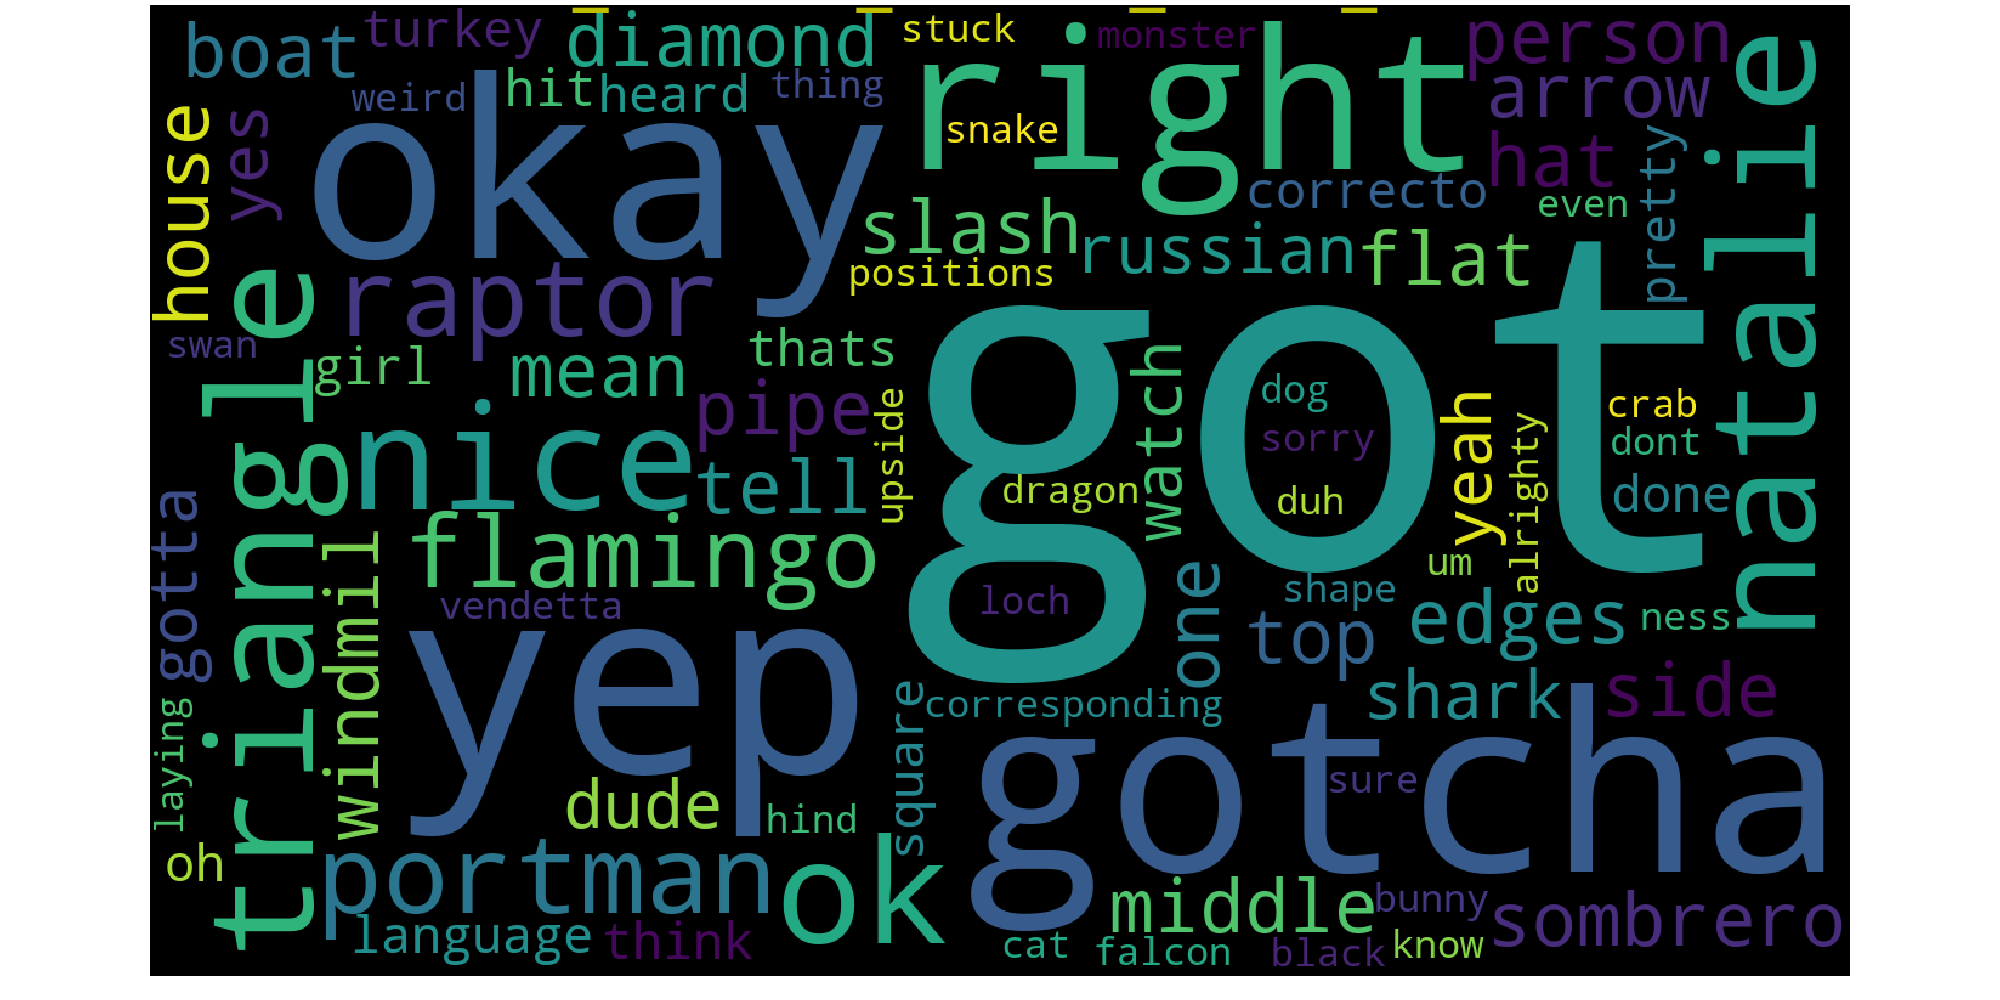 boat
turkey
diamond
stuck
monster
person
weird
hit
heard
thing
right
arrow
house
yes
okay
snake
hat
natalie
correcto
even
pretty
slash
russian
flat
raptor
positions
swan
triangle
girl
mean
thats
got
watch
dog
crab
nice
pipe
upside
sorry
yeah
alrighty
dont
tell
dragon
duh
done
gotta
windmil
flamingo
um
vendetta
loch
one
shape
edges
ness
yep
top
laying
square
corresponding
shark
side
gotcha
sure
dude
hind
oh
portman
ok
middle
bunny
sombrero
language
think
cat
falcon
black
know